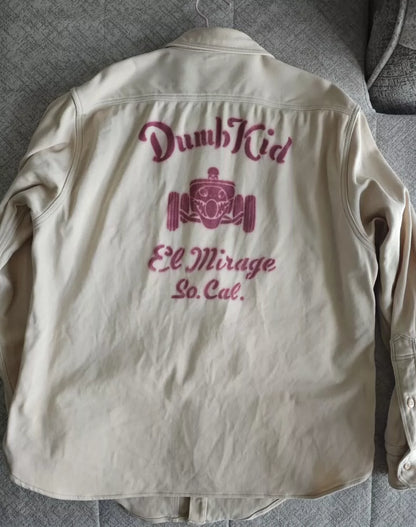 Dumb Kid
El Mirage
So. Cal.